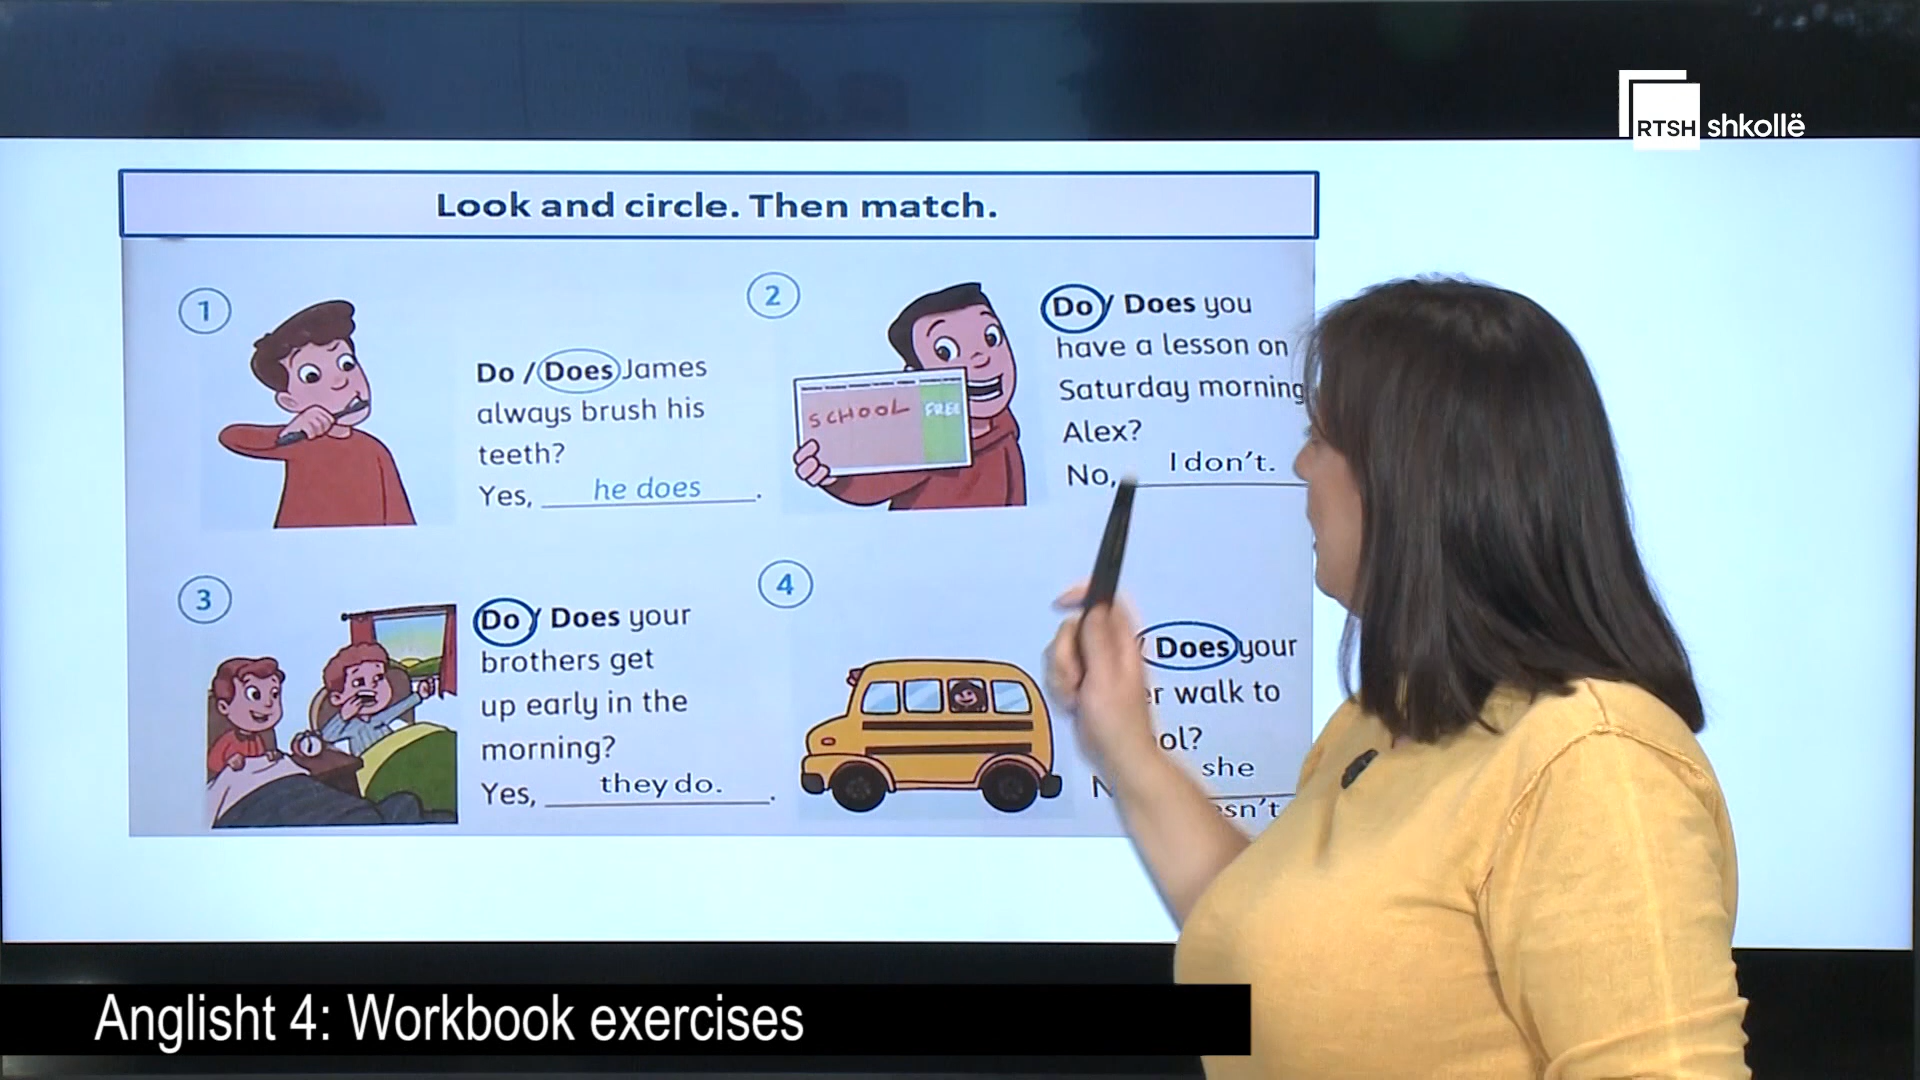 RTSH shkollë
Look and circle. Then match.
1
Do / Does James
always brush his
teeth?
Yes, he does.
2
SCHOOL FREE
Do / Does you
have a lesson on
Saturday morning
Alex?
No, I don't.
3
Do / Does your
brothers get
up early in the
morning?
Yes, they do.
4
/ Does your
walk to
she
Anglisht 4: Workbook exercises